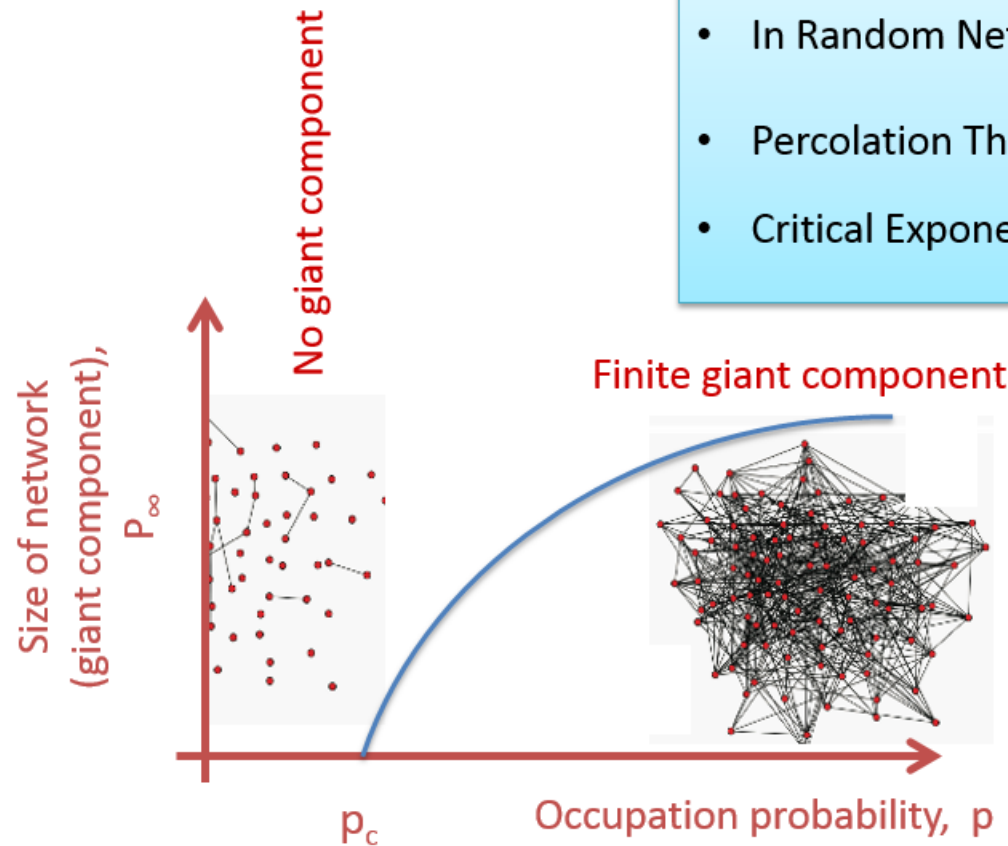 • In Random Ne
• Percolation Th
• Critical Expone
No giant component
Finite giant component
Size of network
(giant component),
P∞
pc
Occupation probability, p